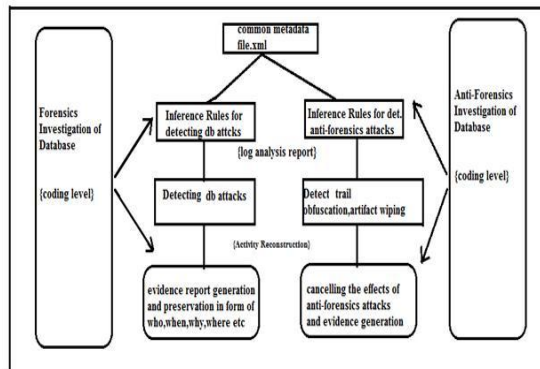 common metadata
file.xml
Forensics
Investigation of
Database
{coding level}
Inference Rules for
detecting db attcks
Inference Rules for det.
anti-forensics attacks
Anti-Forensics
Investigation of
Database
{coding level}
{log analysis report}
Detecting db attacks
Detect trail
obfuscation,artifact wiping
{Activity Reconstruction}
evidence report generation
and preservation in form of
who,when,why,where etc
cancelling the effects of
anti-forensics attacks
and evidence generation